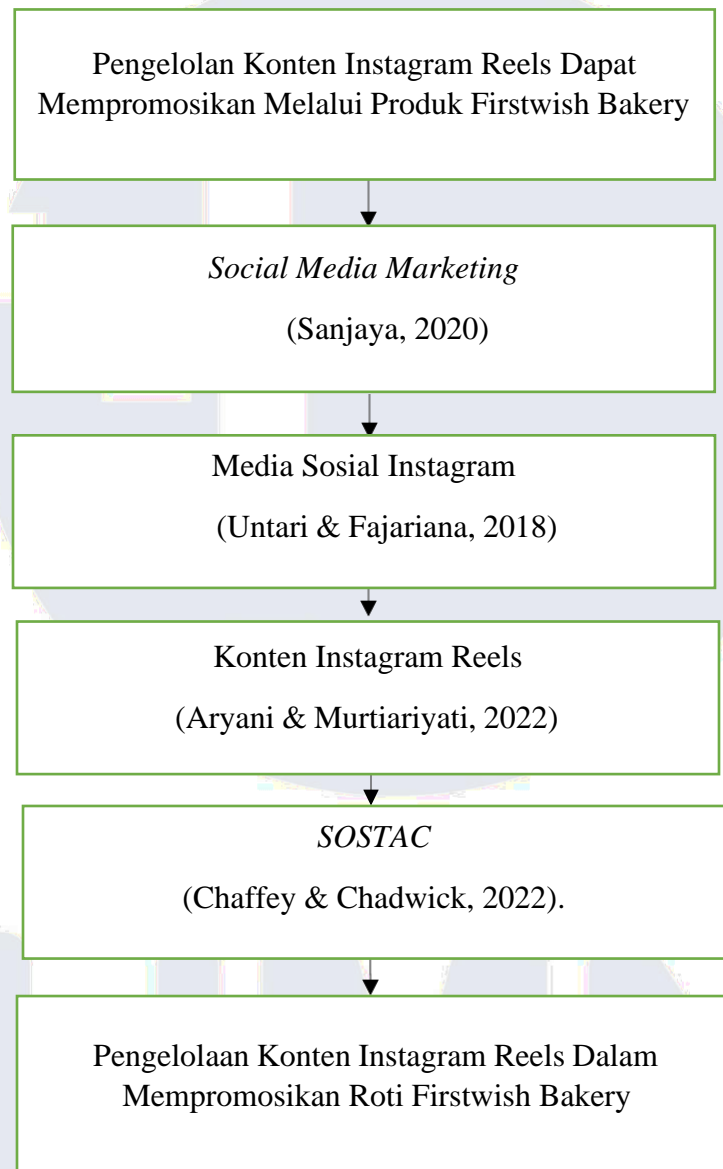 Pengelolan Konten Instagram Reels Dapat
Mempromosikan Melalui Produk Firstwish Bakery
Social Media Marketing
(Sanjaya, 2020)
Media Sosial Instagram
(Untari & Fajariana, 2018)
Konten Instagram Reels
(Aryani & Murtiariyati, 2022)
SOSTAC
(Chaffey & Chadwick, 2022).
Pengelolaan Konten Instagram Reels Dalam
Mempromosikan Roti Firstwish Bakery